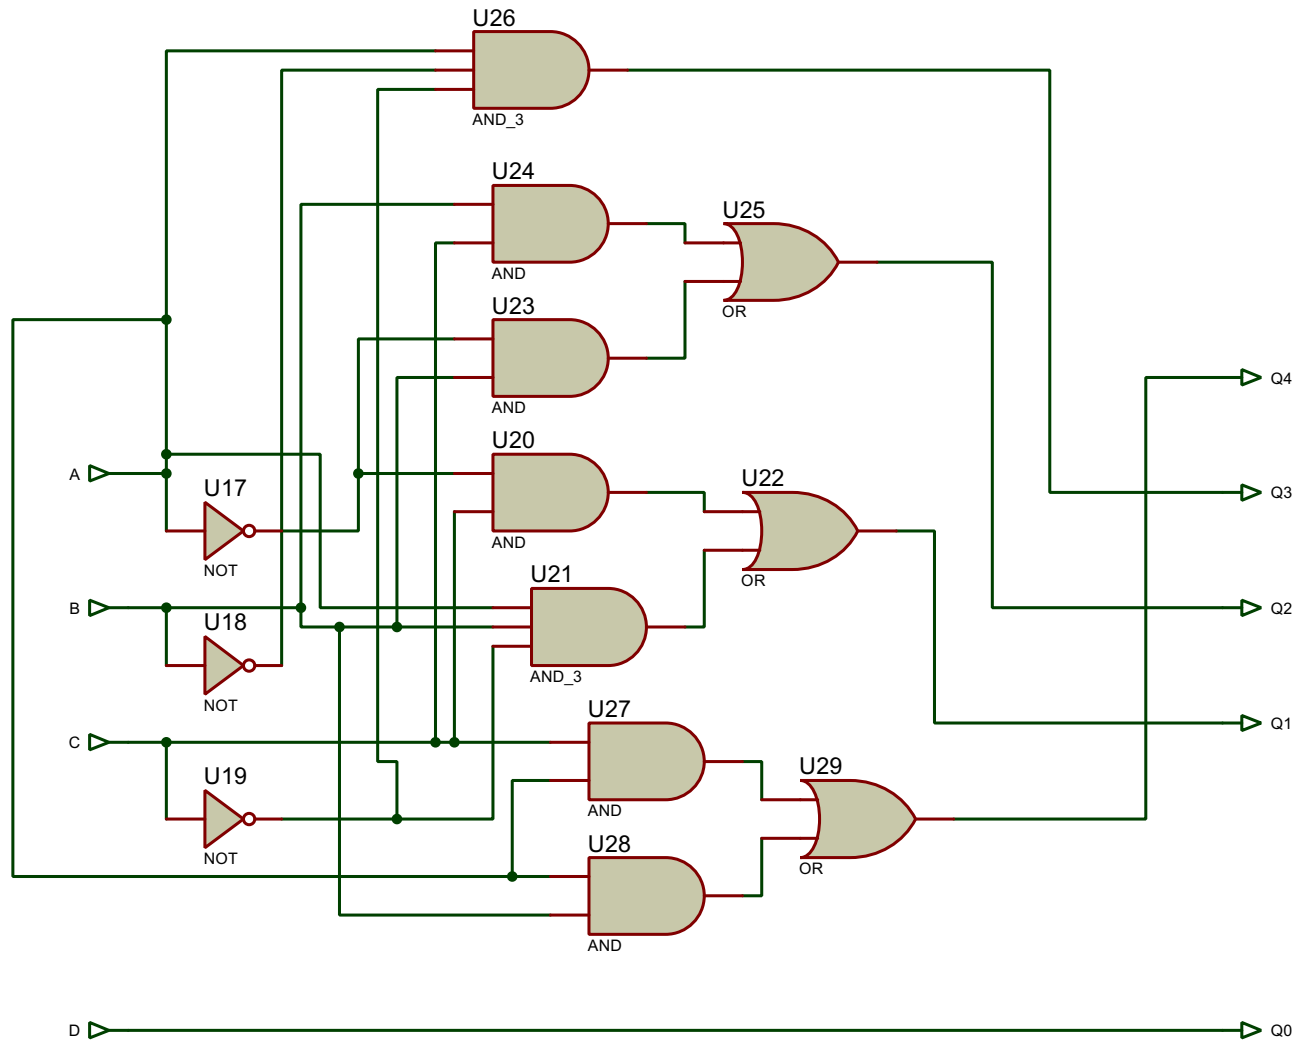 U26
AND_3
U24
AND
U25
OR
U23
AND
Q4
U20
AND
A
U17
NOT
U22
OR
Q3
U21
AND_3
B
U18
NOT
Q2
U27
AND
C
U19
NOT
U29
OR
Q1
U28
AND
D
Q0